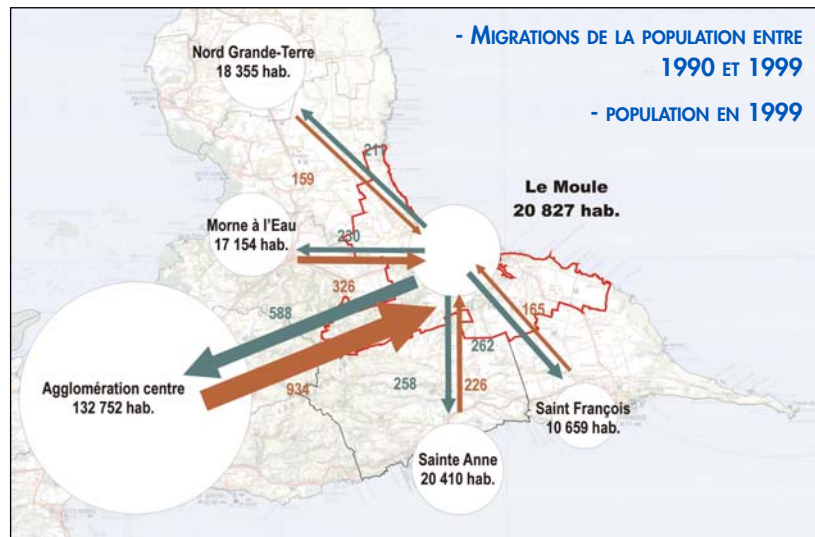 - MIGRATIONS DE LA POPULATION ENTRE
1990 ET 1999
- POPULATION EN 1999
Nord Grande-Terre
18 355 hab.
211
159
Le Moule
20 827 hab.
Morne à l'Eau
17 154 hab.
230
326
588
165
262
Agglomération centre
132 752 hab.
934
258
226
Saint François
10 659 hab.
Sainte Anne
20 410 hab.